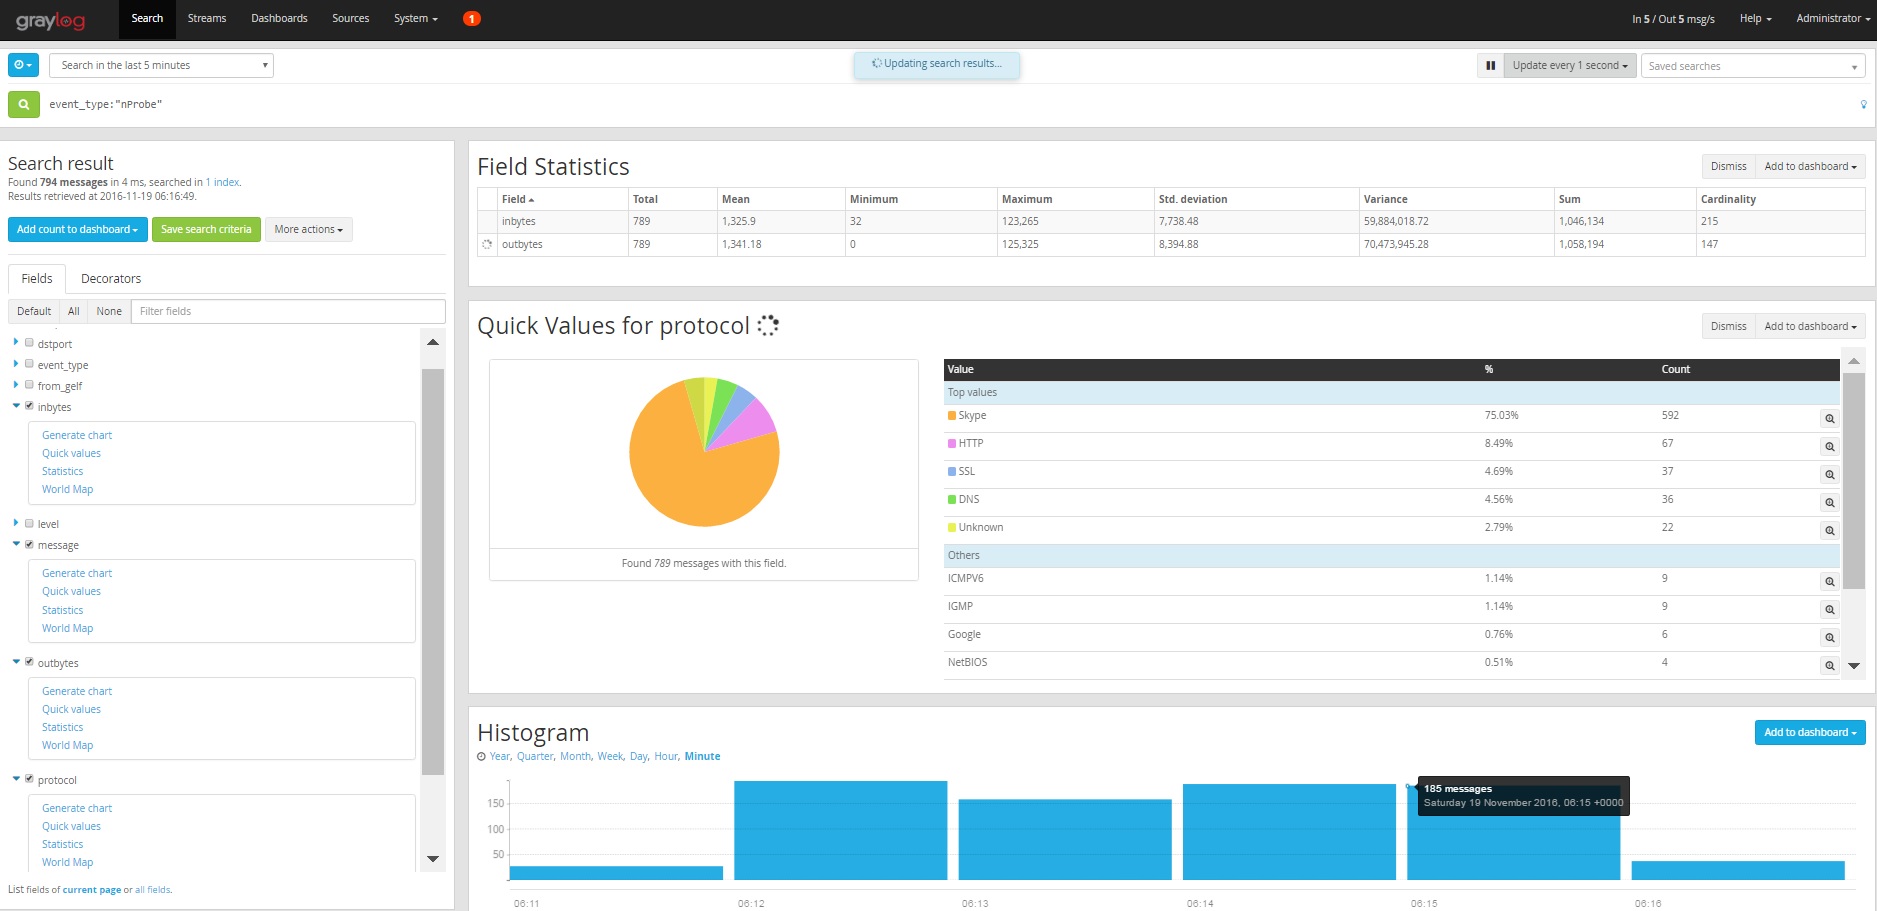 graylog Search Streams Dashboards Sources System 1 In 5 / Out 5 msg/s Help Administrator
Search in the last 5 minutes Updating search results... Update every 1 second Saved searches
event_type:"nProbe"
Search result
Found 794 messages in 4 ms, searched in 1 index.
Results retrieved at 2016-11-19 06:16:49.
Add count to dashboard Save search criteria More actions
Fields Decorators
Default All None Filter fields
dstport
event_type
from_gelf
inbytes
Generate chart
Quick values
Statistics
World Map
level
message
Generate chart
Quick values
Statistics
World Map
outbytes
Generate chart
Quick values
Statistics
World Map
protocol
Generate chart
Quick values
Statistics
World Map
List fields of current page or all fields.
Field Statistics Dismiss Add to dashboard
Field Total Mean Minimum Maximum Std. deviation Variance Sum Cardinality
inbytes 789 1,325.9 32 123,265 7,738.48 59,884,018.72 1,046,134 215
outbytes 789 1,341.18 0 125,325 8,394.88 70,473,945.28 1,058,194 147
Quick Values for protocol Dismiss Add to dashboard
Found 789 messages with this field.
Value % Count
Top values
Skype 75.03% 592
HTTP 8.49% 67
SSL 4.69% 37
DNS 4.56% 36
Unknown 2.79% 22
Others
ICMPV6 1.14% 9
IGMP 1.14% 9
Google 0.76% 6
NetBIOS 0.51% 4
Histogram Add to dashboard
Year, Quarter, Month, Week, Day, Hour, Minute
185 messages
Saturday 19 November 2016, 06:15 +0000
150
100
50
06:11 06:12 06:13 06:14 06:15 06:16